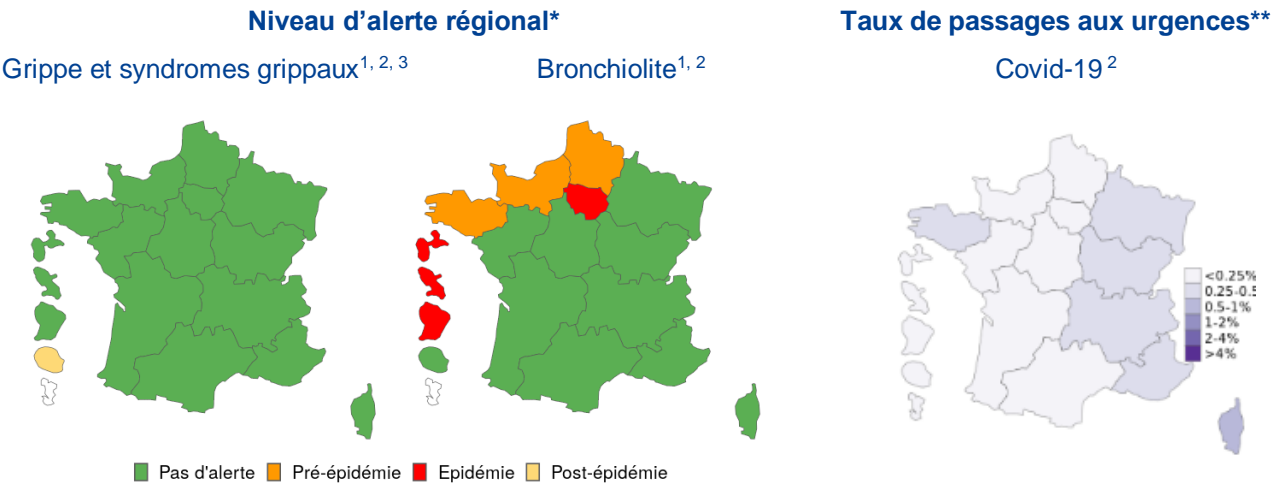 Niveau d’alerte régional*
Taux de passages aux urgences**
Grippe et syndromes grippaux1, 2, 3
Bronchiolite1, 2
Covid-19 2
<0.25%
0.25-0.5
0.5-1%
1-2%
2-4%
>4%
Pas d'alerte
Pré-épidémie
Epidémie
Post-épidémie